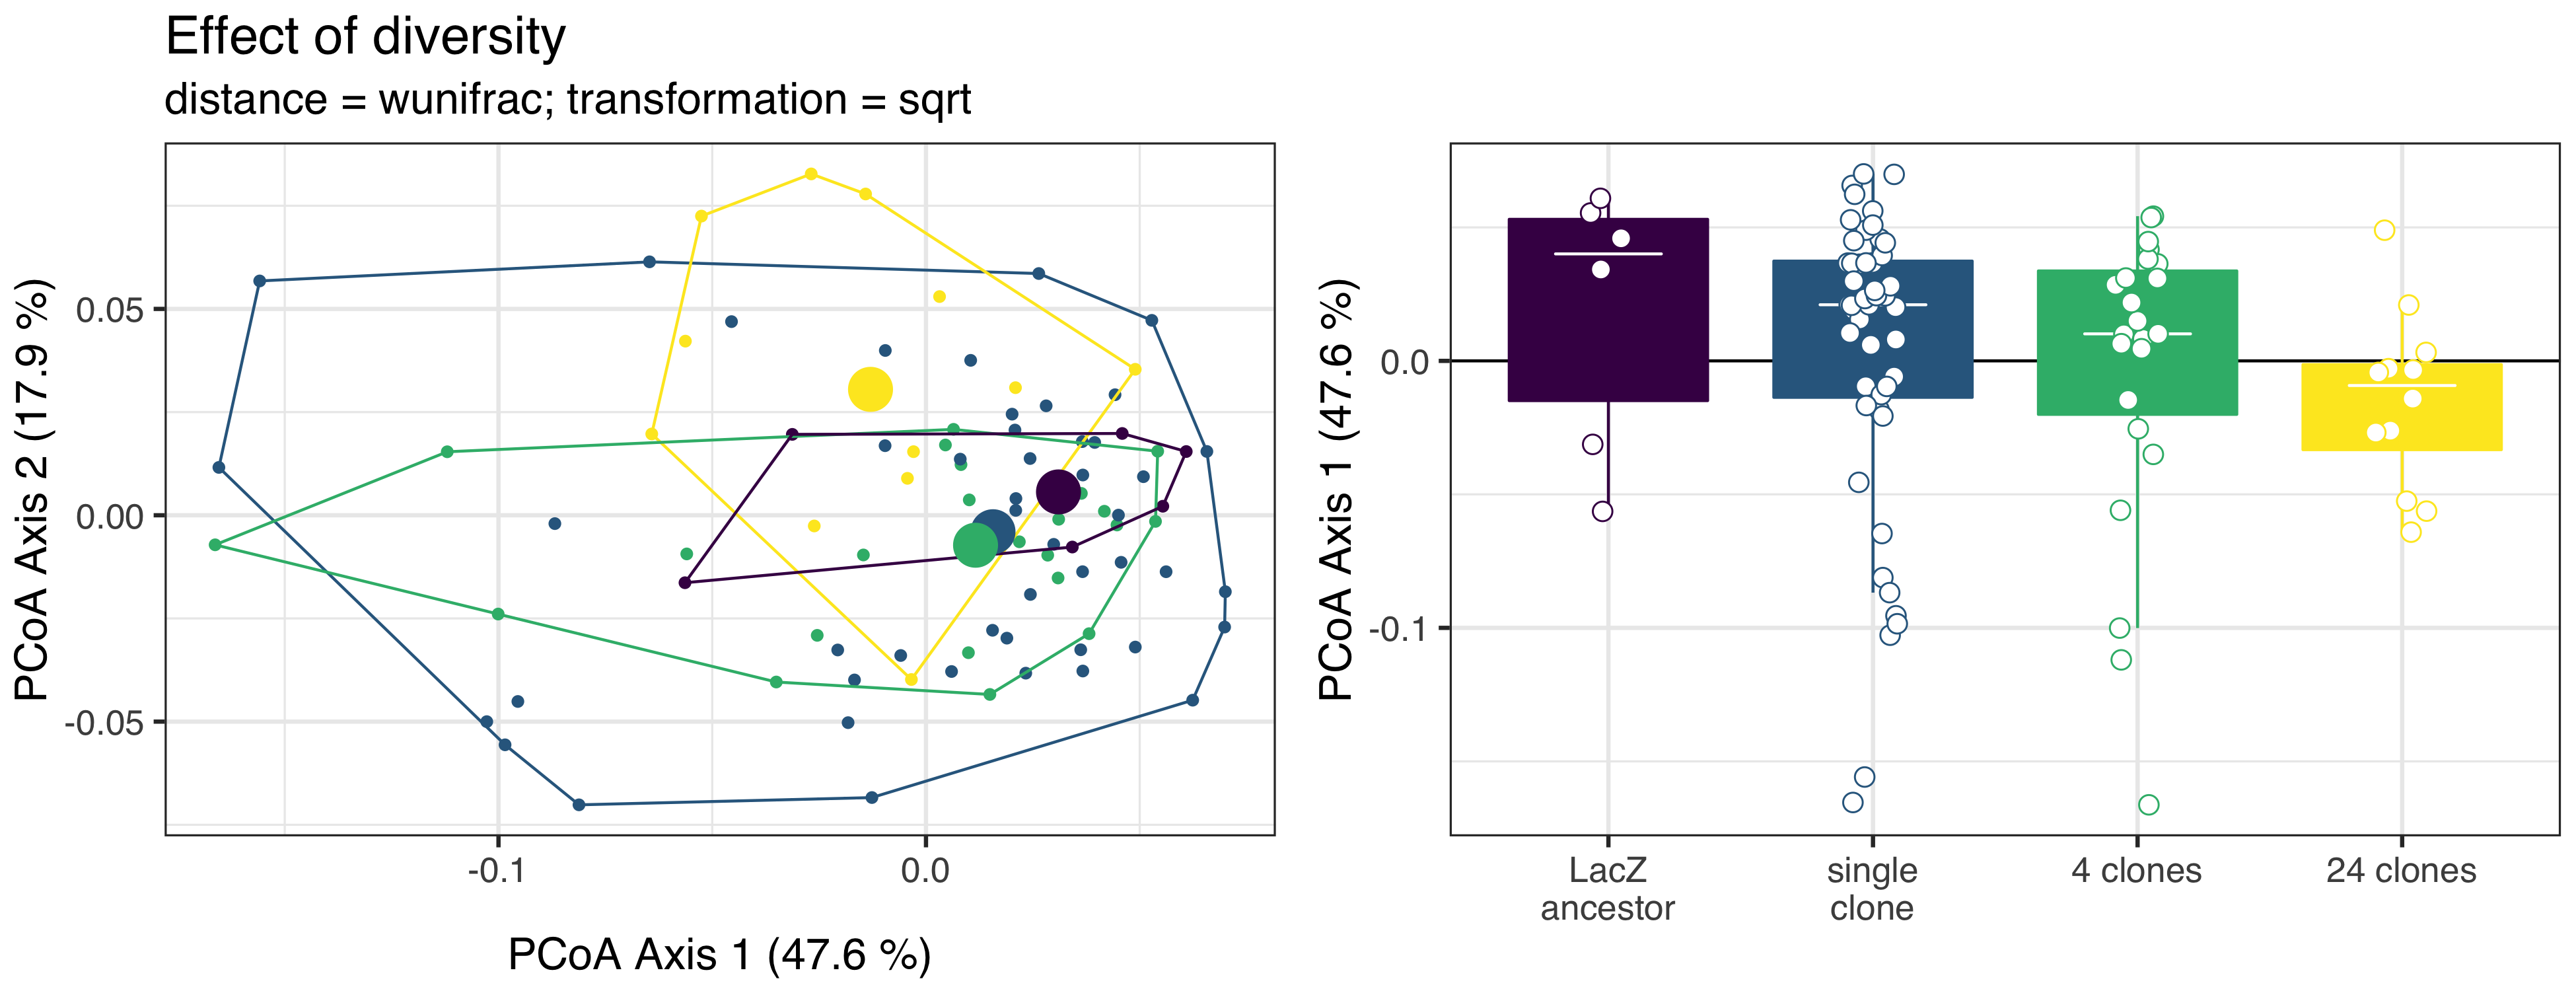 Effect of diversity
distance = wunifrac; transformation = sqrt
PCoA Axis 2 (17.9 %)
0.05
0.00
-0.05
-0.1
0.0
PCoA Axis 1 (47.6 %)
PCoA Axis 1 (47.6 %)
0.0
-0.1
LacZ
ancestor
single
clone
4 clones
24 clones